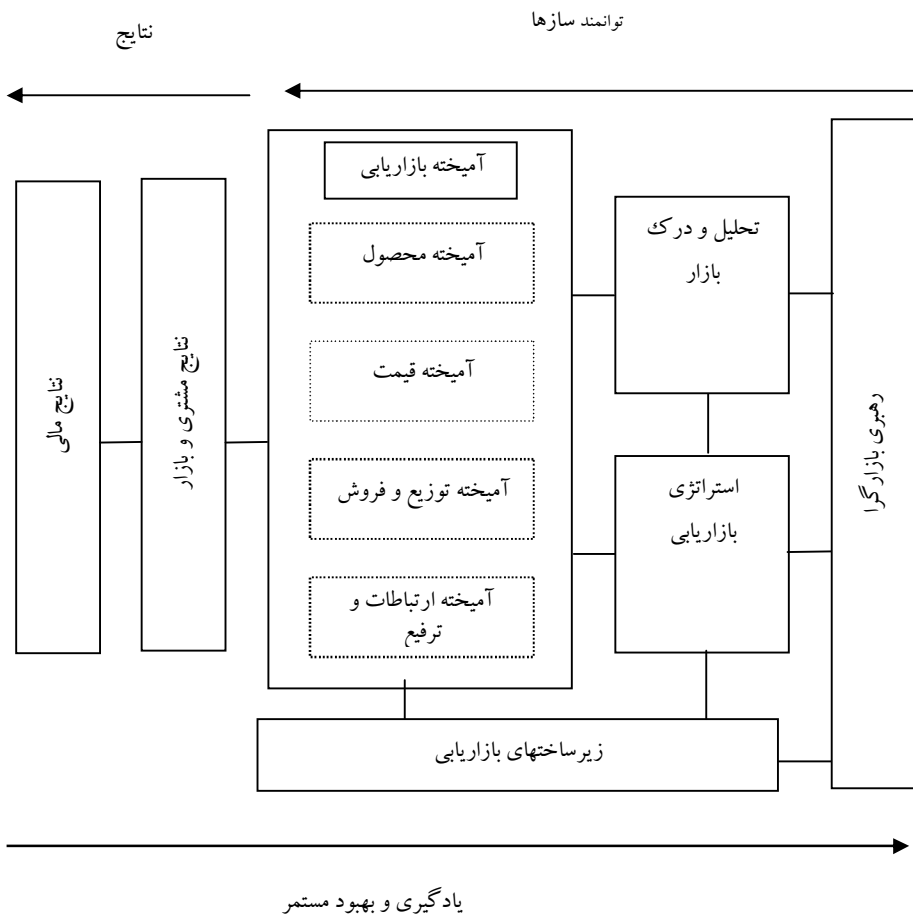 توانمند سازها
نتایج
رهبری بازارگرا
تحلیل و درک
بازار
استراتژی
بازاریابی
آمیخته بازاریابی
آمیخته محصول
آمیخته قیمت
آمیخته توزیع و فروش
آمیخته ارتباطات و
ترفیع
نتایج مشتری و بازار
نتایج مالی
زیرساختهای بازاریابی
یادگیری و بهبود مستمر